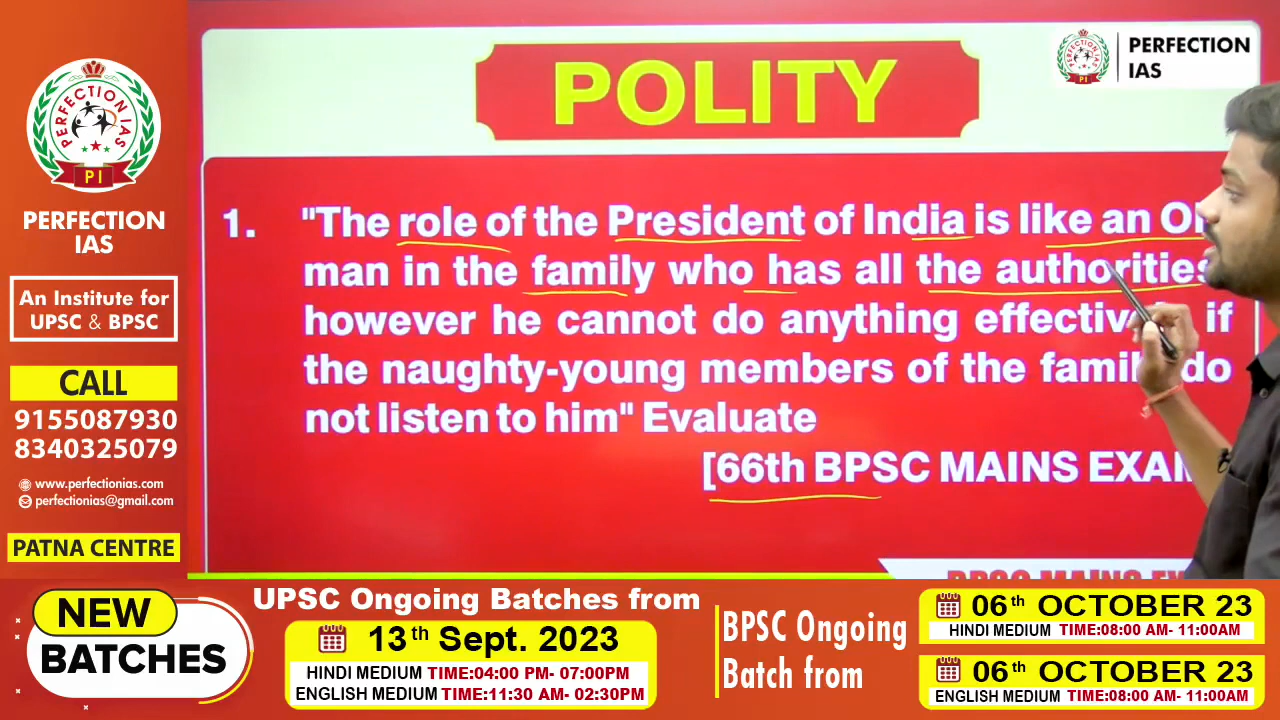 PERFECTION IAS
PI
PERFECTION
IAS
An Institute for
UPSC & BPSC
CALL
9155087930
8340325079
www.perfectionias.com
perfectionias@gmail.com
PATNA CENTRE
POLITY
PERFECTION
IAS
1. "The role of the President of India is like an
man in the family who has all the authorities
however he cannot do anything if
the naughty-young members of the do
not listen to him" Evaluate
[66th BPSC MAINS
NEW
BATCHES
UPSC Ongoing Batches from
13th Sept. 2023
HINDI MEDIUM TIME:04:00 PM- 07:00PM
ENGLISH MEDIUM TIME:11:30 AM- 02:30PM
BPSC Ongoing
Batch from
06th OCTOBER 23
HINDI MEDIUM TIME:08:00 AM- 11:00AM
06th OCTOBER 23
ENGLISH MEDIUM TIME:08:00 AM- 11:00AM